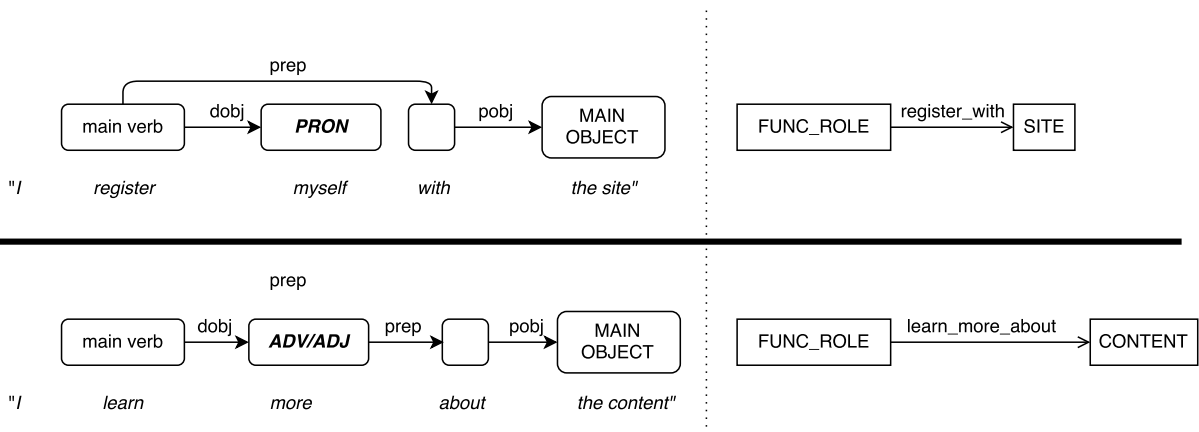 prep
dobj
pobj
main verb
PRON
MAIN
OBJECT
"I register myself with the site"
register_with
FUNC_ROLE
SITE
prep
dobj
prep
pobj
main verb
ADV/ADJ
MAIN
OBJECT
"I learn more about the content"
learn_more_about
FUNC_ROLE
CONTENT